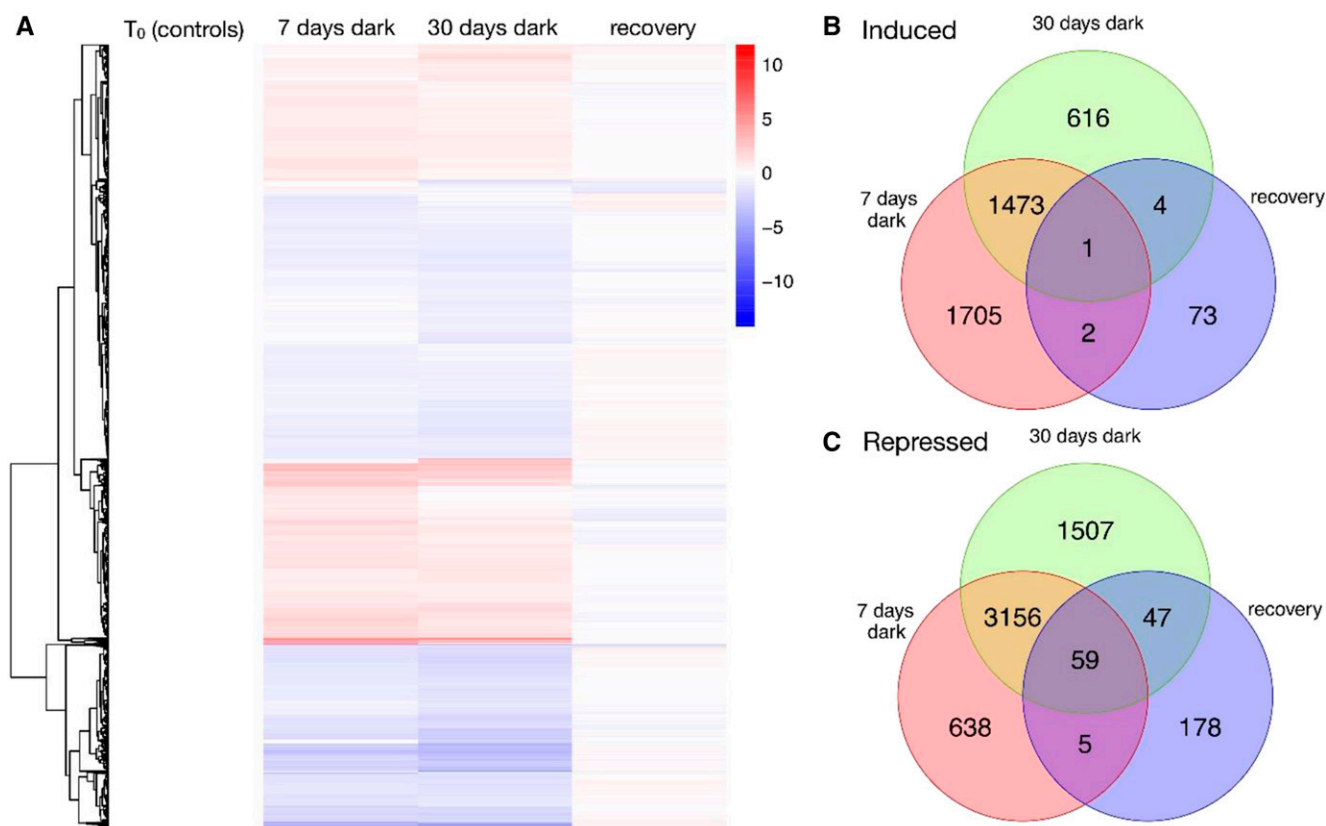 A
T₀ (controls) 7 days dark 30 days dark recovery
10
5
0
−5
−10
B Induced
30 days dark
616
7 days
dark
recovery
1473
4
1
1705
2
73
C Repressed
30 days dark
1507
7 days
dark
recovery
3156
47
59
638
5
178